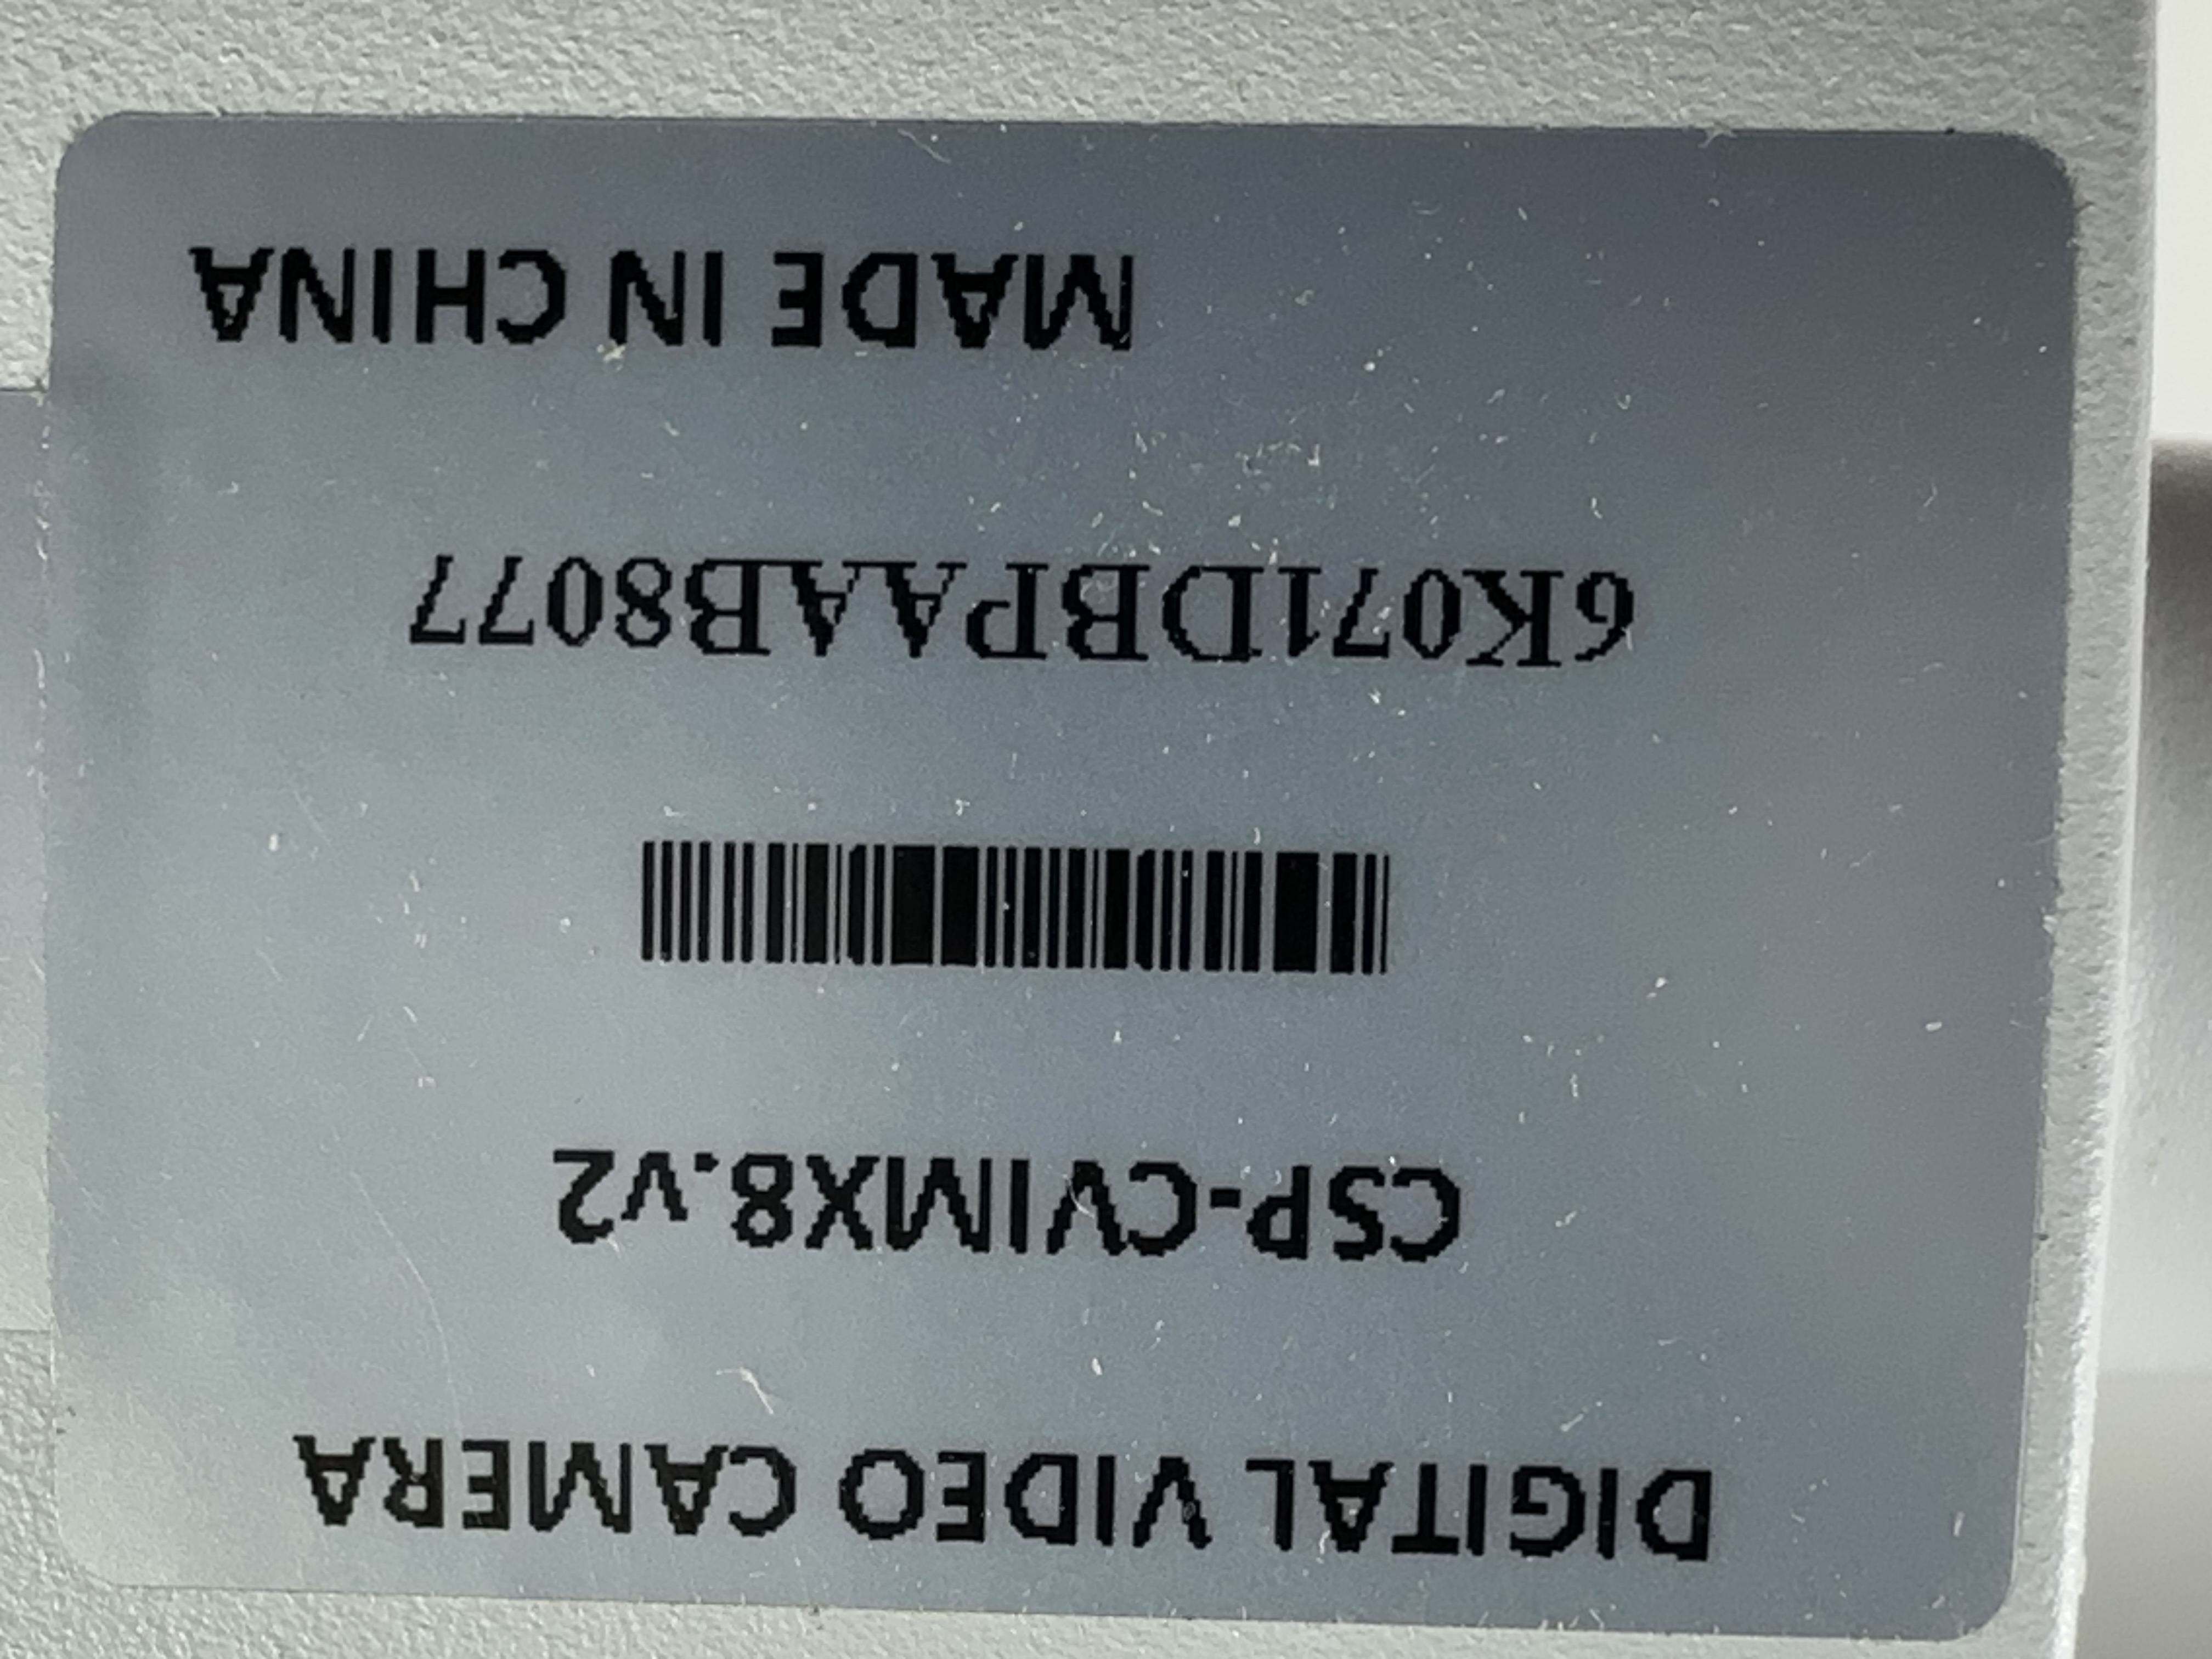 DIGITAL VIDEO CAMERA
CSP-CVIMX8.v2
6K071DBPAAB8077
MADE IN CHINA